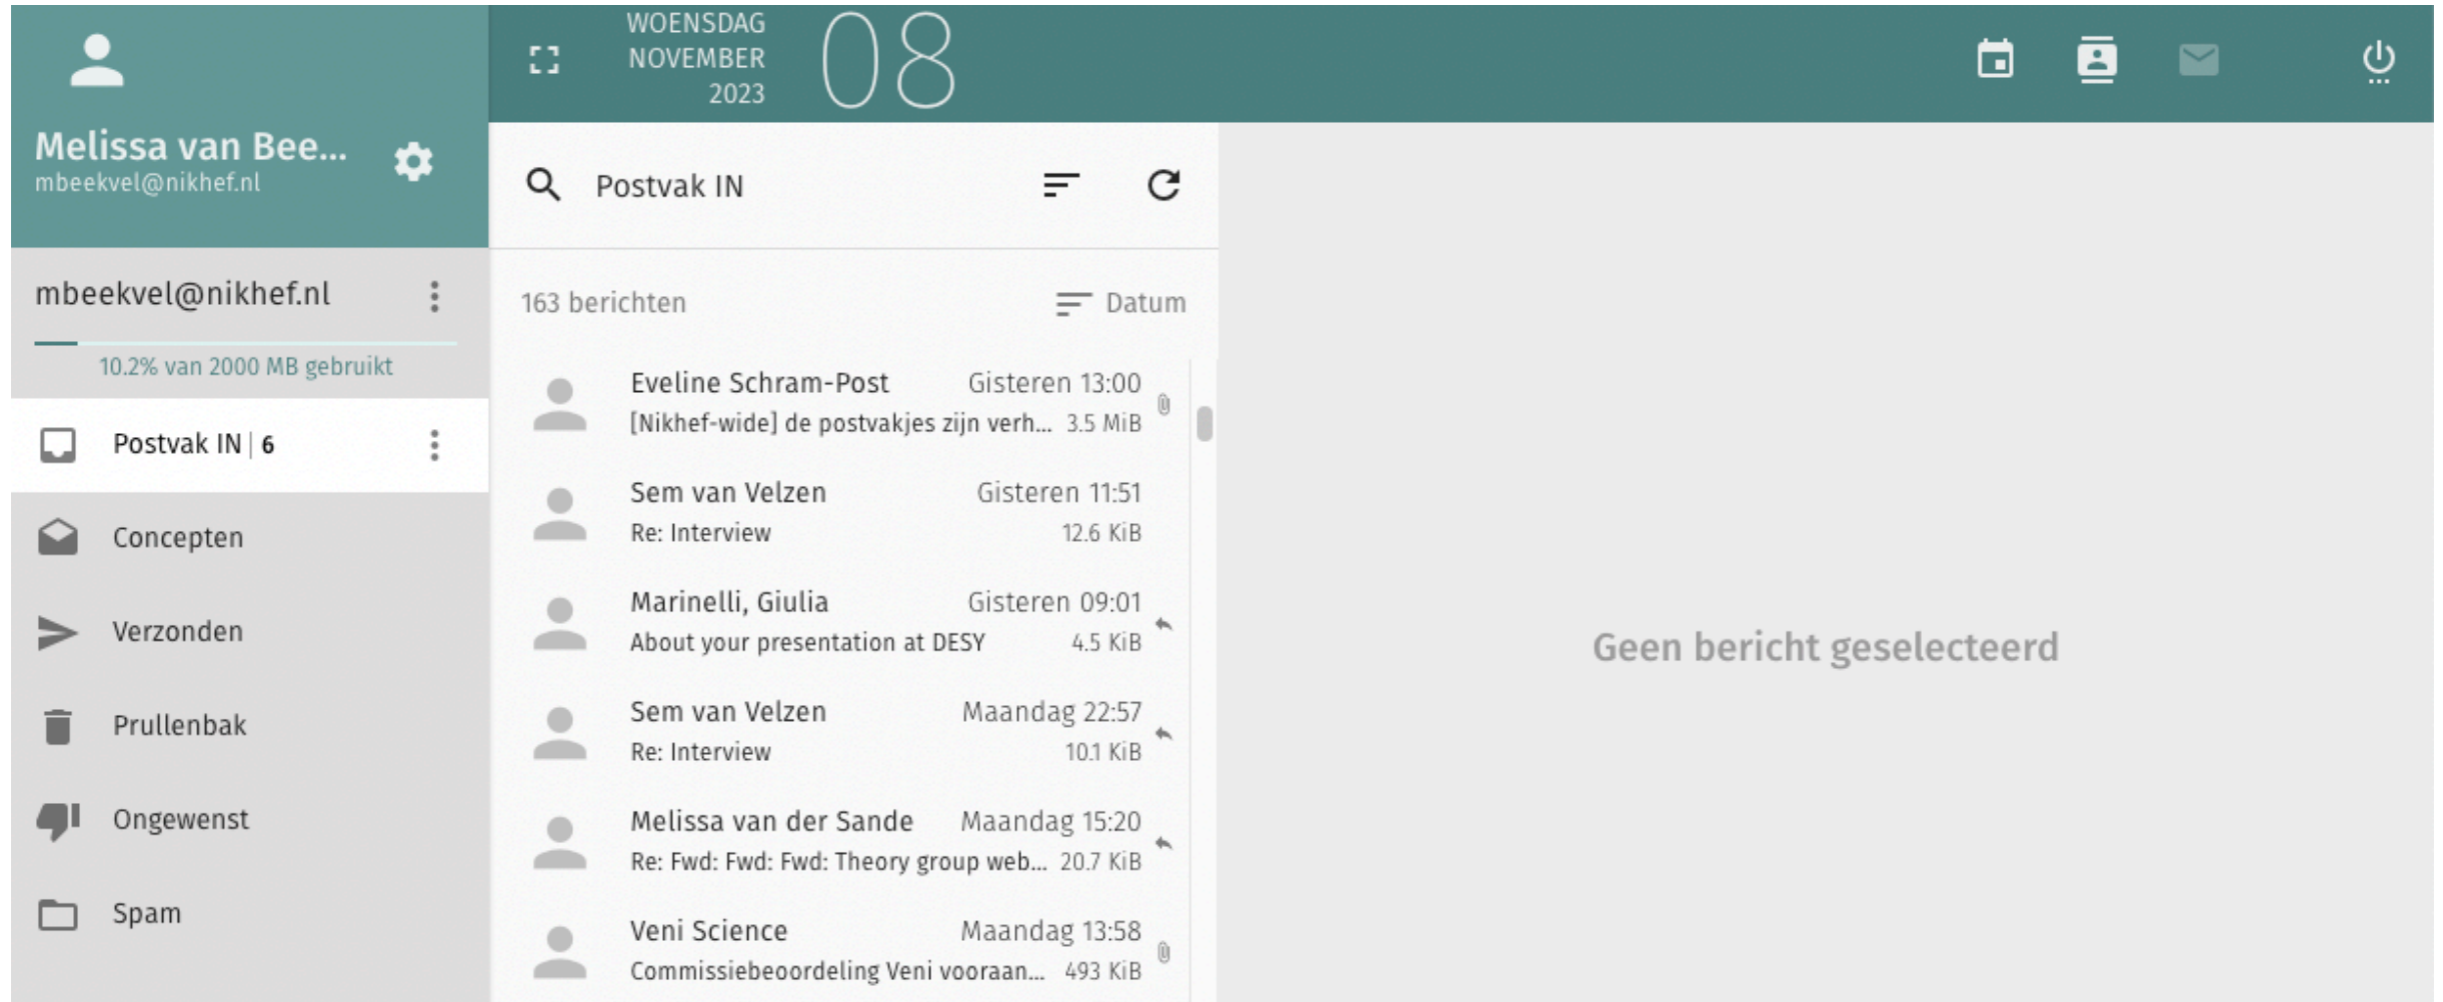 WOENSDAG
NOVEMBER
2023
08
Melissa van Bee...
mbeekvel@nikhef.nl
mbeekvel@nikhef.nl
10.2% van 2000 MB gebruikt
Postvak IN | 6
Concepten
Verzonden
Prullenbak
Ongewenst
Spam
Postvak IN
163 berichten
Datum
Eveline Schram-Post Gisteren 13:00
[Nikhef-wide] de postvakjes zijn verh... 3.5 MiB
Sem van Velzen Gisteren 11:51
Re: Interview 12.6 KiB
Marinelli, Giulia Gisteren 09:01
About your presentation at DESY 4.5 KiB
Sem van Velzen Maandag 22:57
Re: Interview 10.1 KiB
Melissa van der Sande Maandag 15:20
Re: Fwd: Fwd: Fwd: Theory group web... 20.7 KiB
Veni Science Maandag 13:58
Commissiebeoordeling Veni vooraan... 493 KiB
Geen bericht geselecteerd